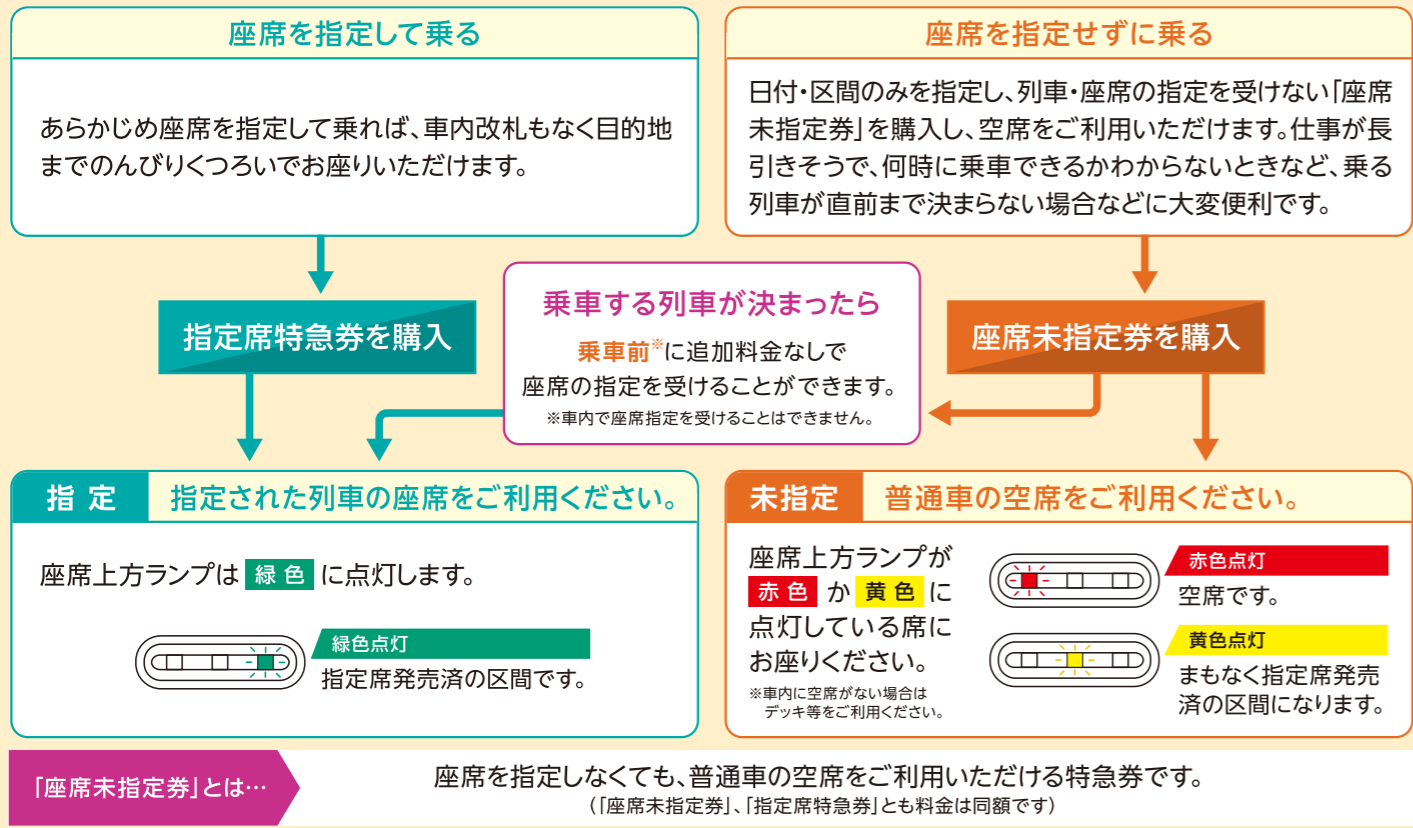 座席を指定して乗る
あらかじめ座席を指定して乗れば、車内改札もなく目的地
までのんびりくつろいでお座りいただけます。
座席を指定せずに乗る
日付・区間のみを指定し、列車・座席の指定を受けない「座席
未指定券」を購入し、空席をご利用いただけます。仕事が長
引きそうで、何時に乗車できるかわからないときなど、乗る
列車が直前まで決まらない場合などに大変便利です。
指定席特急券を購入
乗車する列車が決まったら
乗車前※に追加料金なしで
座席の指定を受けることができます。
※車内で座席指定を受けることはできません。
座席未指定券を購入
指定 指定された列車の座席をご利用ください。
座席上方ランプは 緑色 に点灯します。
緑色点灯
指定席発売済の区間です。
未指定 普通車の空席をご利用ください。
座席上方ランプが
赤色 か 黄色 に
点灯している席に
お座りください。
※車内に空席がない場合は
デッキ等をご利用ください。
赤色点灯
空席です。
黄色点灯
まもなく指定席発売
済の区間になります。
「座席未指定券」とは…
座席を指定しなくても、普通車の空席をご利用いただける特急券です。
(「座席未指定券」、「指定席特急券」とも料金は同額です)